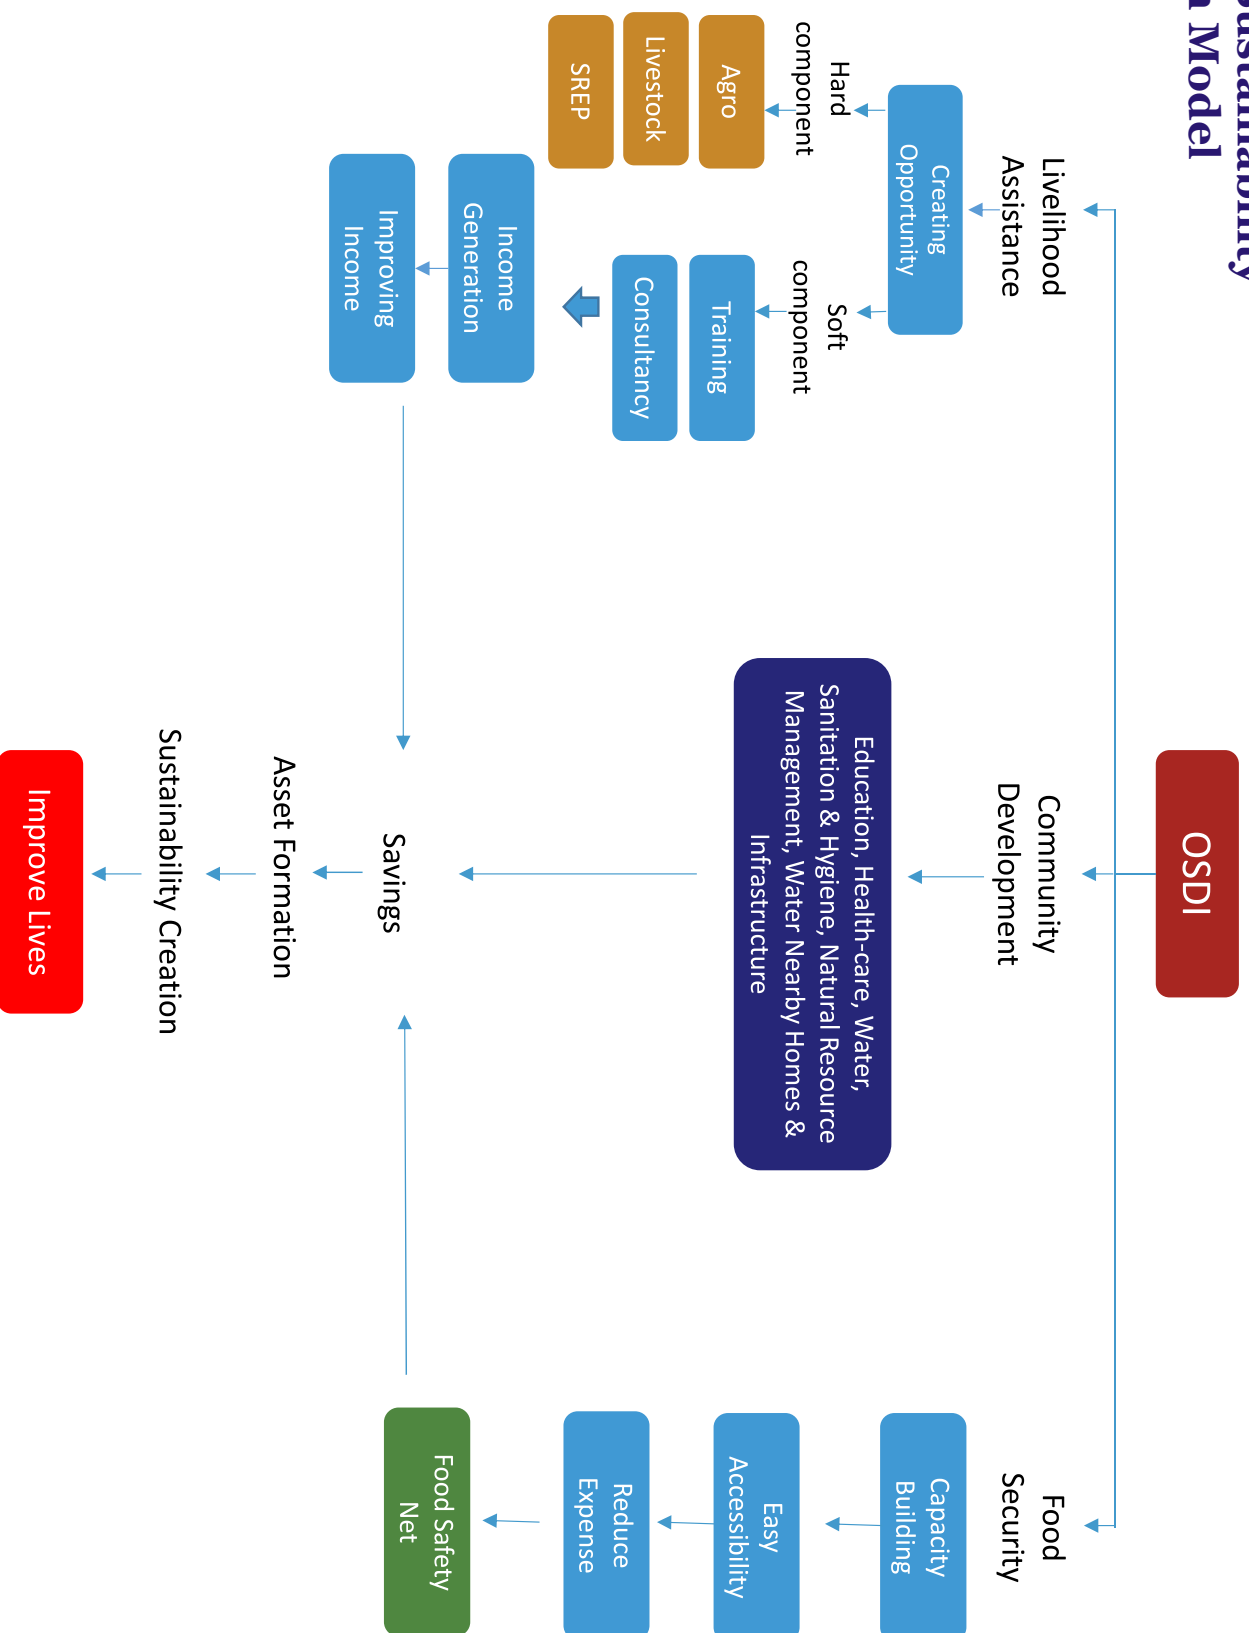 Model
OSDI
Livelihood
Assistance
Community
Development
Food
Security
Creating
Opportunity
Hard
component
Soft
component
Agro
Livestock
SREP
Training
Consultancy
Income
Generation
Improving
Income
Education, Health-care, Water,
Sanitation & Hygiene, Natural Resource
Management, Water Nearby Homes &
Infrastructure
Capacity
Building
Easy
Accessibility
Reduce
Expense
Food Safety
Net
Savings
Asset Formation
Sustainability Creation
Improve Lives